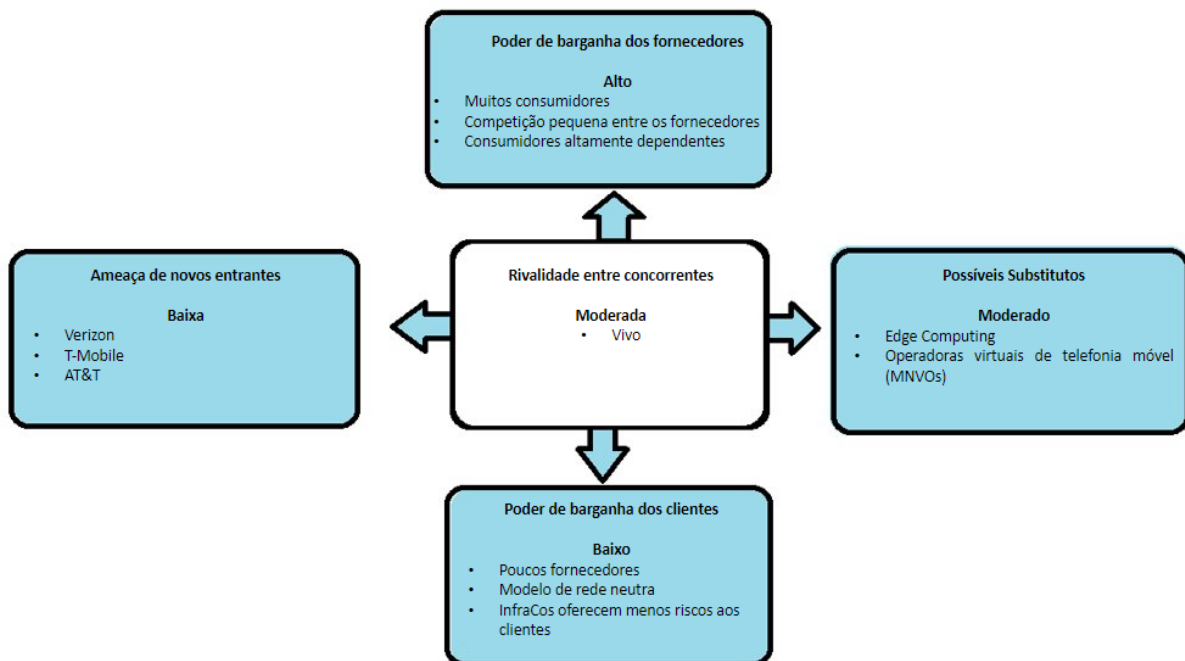 Poder de barganha dos fornecedores
Alto
• Muitos consumidores
• Competição pequena entre os fornecedores
• Consumidores altamente dependentes
Ameaça de novos entrantes
Baixa
• Verizon
• T-Mobile
• AT&T
Rivalidade entre concorrentes
Moderada
• Vivo
Possíveis Substitutos
Moderado
• Edge Computing
• Operadoras virtuais de telefonia móvel
(MNVOs)
Poder de barganha dos clientes
Baixo
• Poucos fornecedores
• Modelo de rede neutra
• InfraCos oferecem menos riscos aos
clientes